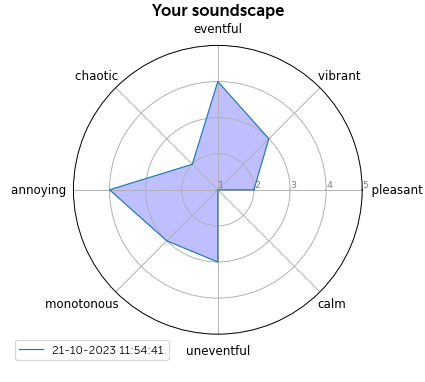 Your soundscape
eventful
chaotic
vibrant
annoying
1
2
3
4
5
pleasant
monotonous
calm
21-10-2023 11:54:41
uneventful